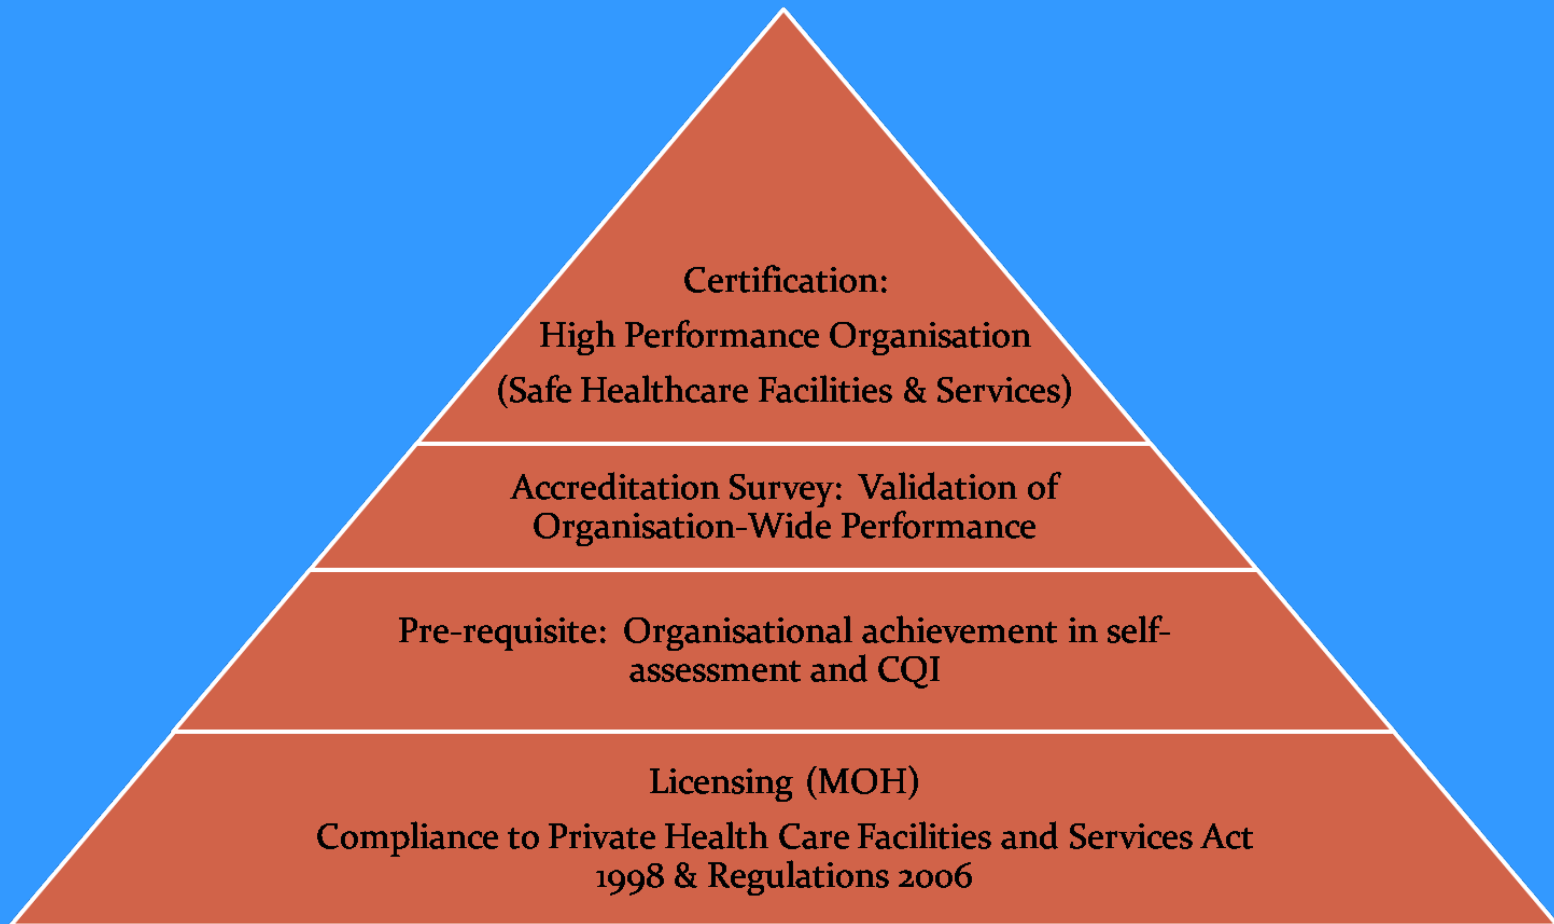 Certification:
High Performance Organisation
(Safe Healthcare Facilities & Services)
Accreditation Survey:  Validation of
Organisation-Wide Performance
Pre-requisite:  Organisational achievement in self-
assessment and CQI
Licensing (MOH)
Compliance to Private Health Care Facilities and Services Act
1998 & Regulations 2006